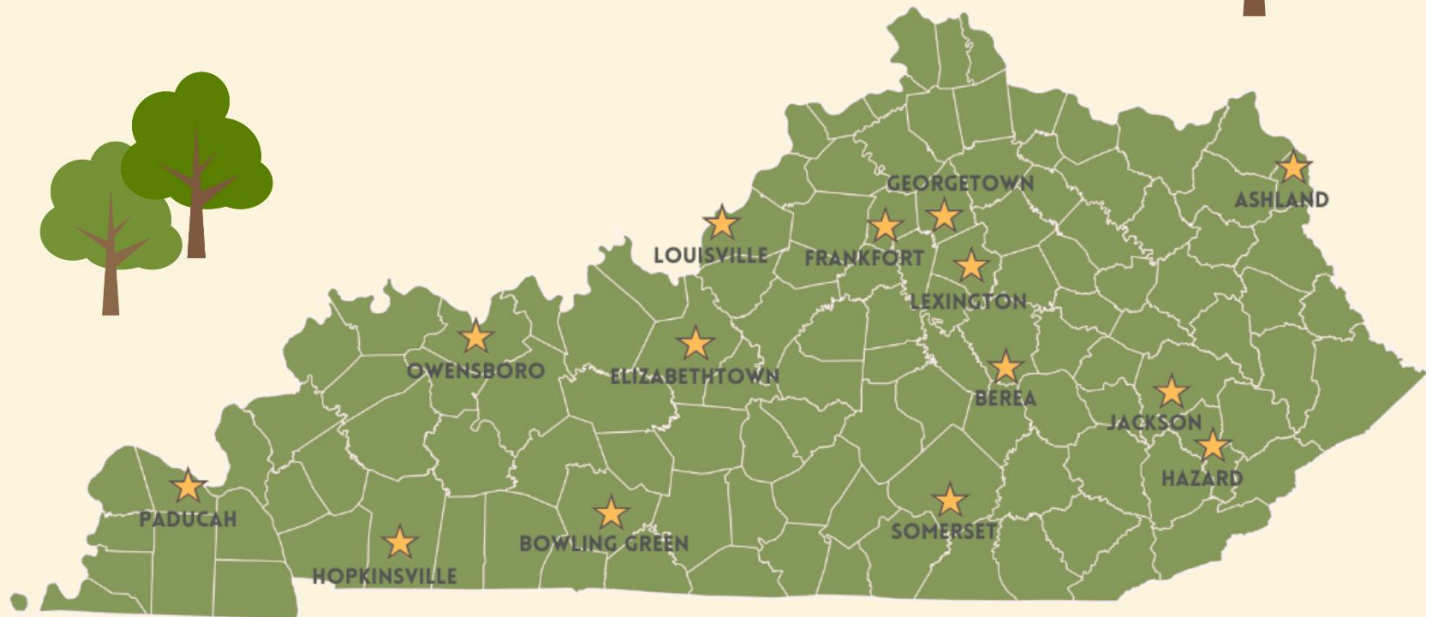 GEORGETOWN
ASHLAND
LOUISVILLE
FRANKFORT
LEXINGTON
OWENSBORO
ELIZABETHTOWN
BEREA
JACKSON
HAZARD
PADUCAH
SOMERSET
BOWLING GREEN
HOPKINSVILLE